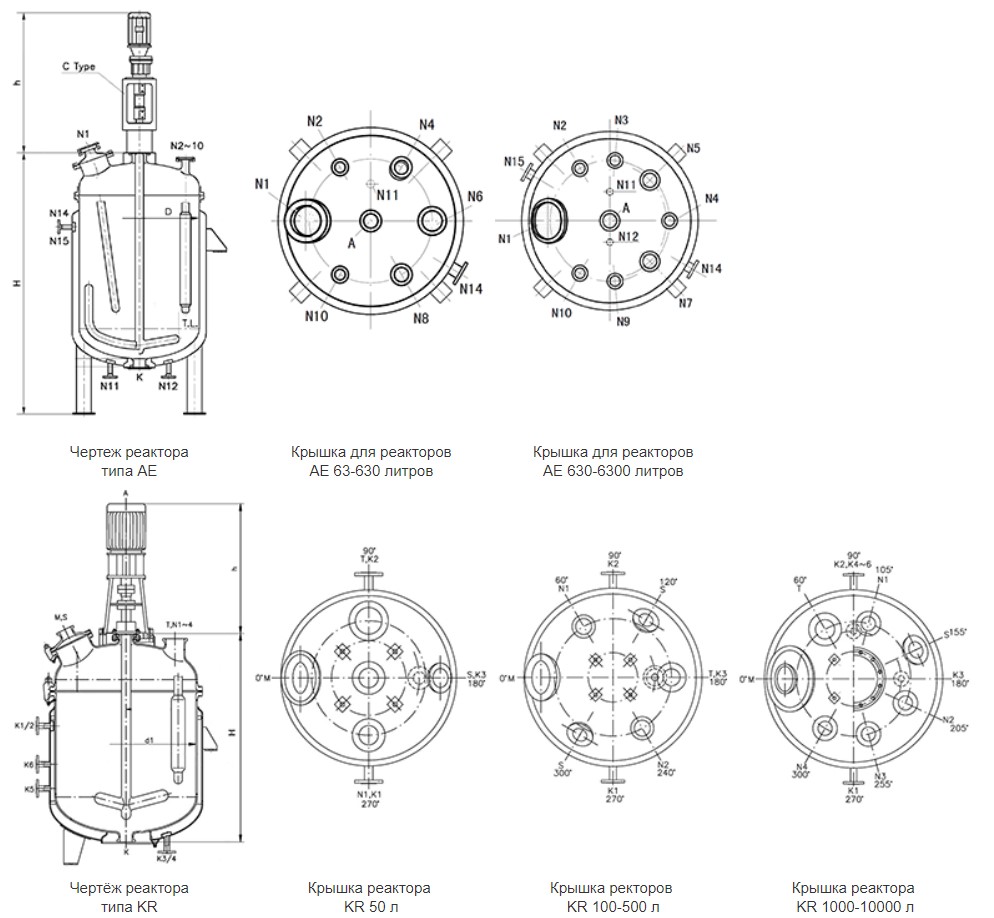 h
C Type
N1
N2~10
N14
N15
D
H
T.L.
K
N11
N12
N2
N4
N1
N11
N6
A
N14
N10
N8
N3
N2
N5
N15
N11
N4
A
N1
N12
N14
N10
N7
N9
Чертеж реактора
типа AE
Крышка для реакторов
AE 63-630 литров
Крышка для реакторов
AE 630-6300 литров
A
h
M,S
T,N1~4
K1/2
d1
H
K6
K5
K
K3/4
90°
T,K2
0°M
S,K3
180°
N1,K1
270°
90°
K2
60°
N1
120°
S
0°M
T,K3
180°
S
300°
N2
240°
K1
270°
90°
K2,K4~6
60°
T
105°
N1
S 155°
0°M
K3
180°
N2
205°
N4
300°
N3
255°
K1
270°
Чертёж реактора
типа KR
Крышка реактора
KR 50 л
Крышкаректоров
KR 100-500 л
Крышка реактора
KR 1000-10000 л